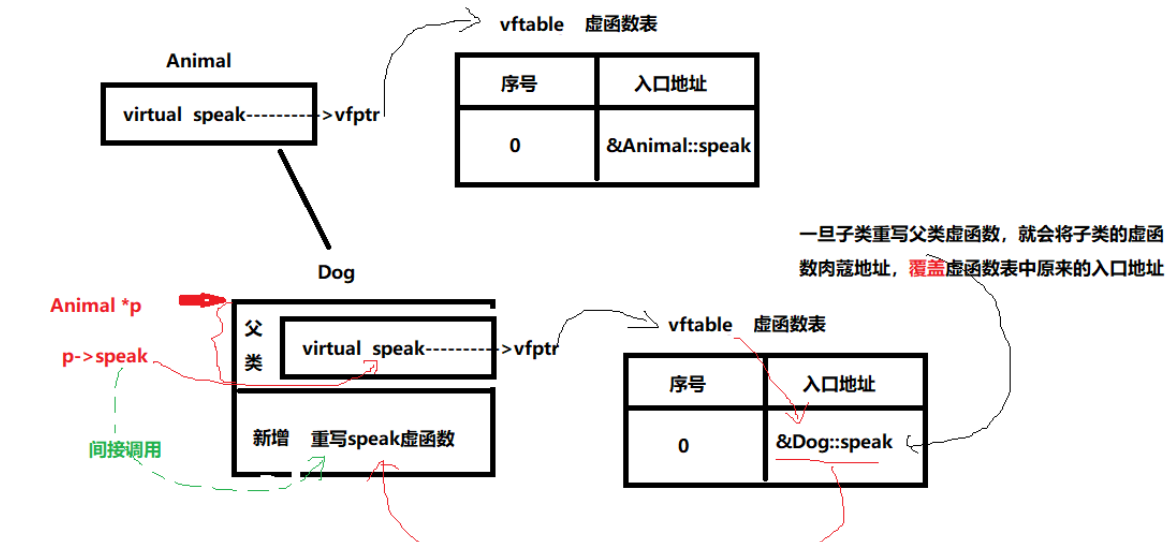 vftable 虚函数表
Animal
序号 入口地址
virtual speak---------->vfptr
0 &Animal::speak
一旦子类重写父类虚函数，就会将子类的虚函
数肉蔻地址，覆盖虚函数表中原来的入口地址
Dog
Animal *p
父类
vftable 虚函数表
virtual speak---------->vfptr
p->speak
序号 入口地址
新增 重写speak虚函数
0 &Dog::speak
间接调用